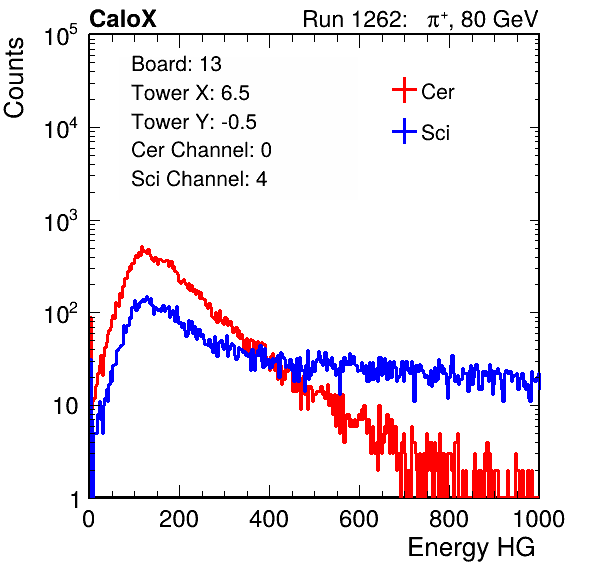 CaloX Run 1262: π⁺, 80 GeV
Counts
Board: 13
Tower X: 6.5
Tower Y: -0.5
Cer Channel: 0
Sci Channel: 4
Cer
Sci
10⁵
10⁴
10³
10²
10
1
0 200 400 600 800 1000
Energy HG